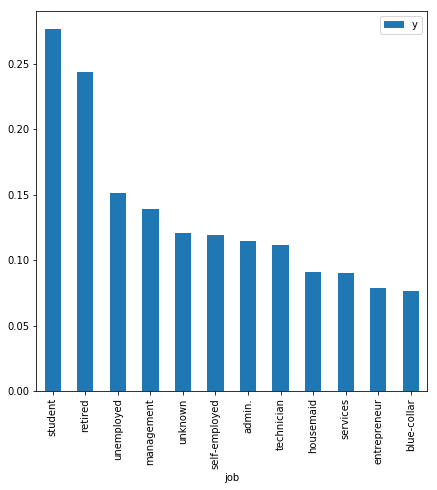 y
0.25
0.20
0.15
0.10
0.05
0.00
student
retired
unemployed
management
unknown
self-employed
admin.
technician
housemaid
services
entrepreneur
blue-collar
job